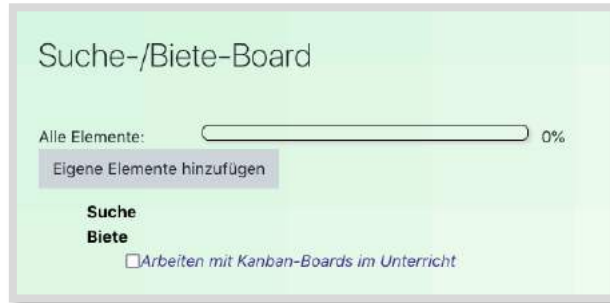 Suche-/Biete-Board
Alle Elemente: 0%
Eigene Elemente hinzufügen
Suche
Biete
Arbeiten mit Kanban-Boards im Unterricht